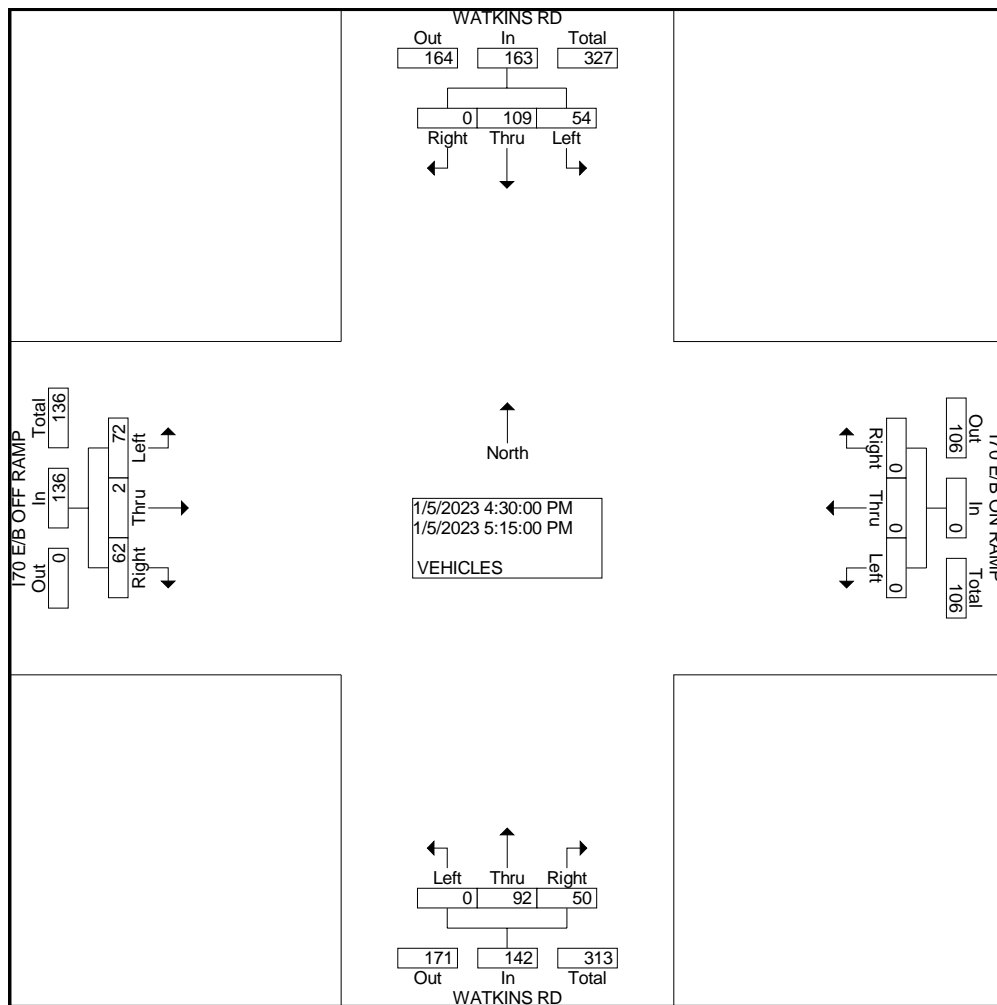 WATKINS RD
Out In Total
164 163 327
0 109 54
Right Thru Left
I70 E/B OFF RAMP
Out In Total
0 136 136
72 2 62
Left Thru Right
North
1/5/2023 4:30:00 PM
1/5/2023 5:15:00 PM
VEHICLES
Right Thru Left
0 0 0
Out In Total
106 0 106
I70 E/B ON RAMP
Left Thru Right
0 92 50
171 142 313
Out In Total
WATKINS RD